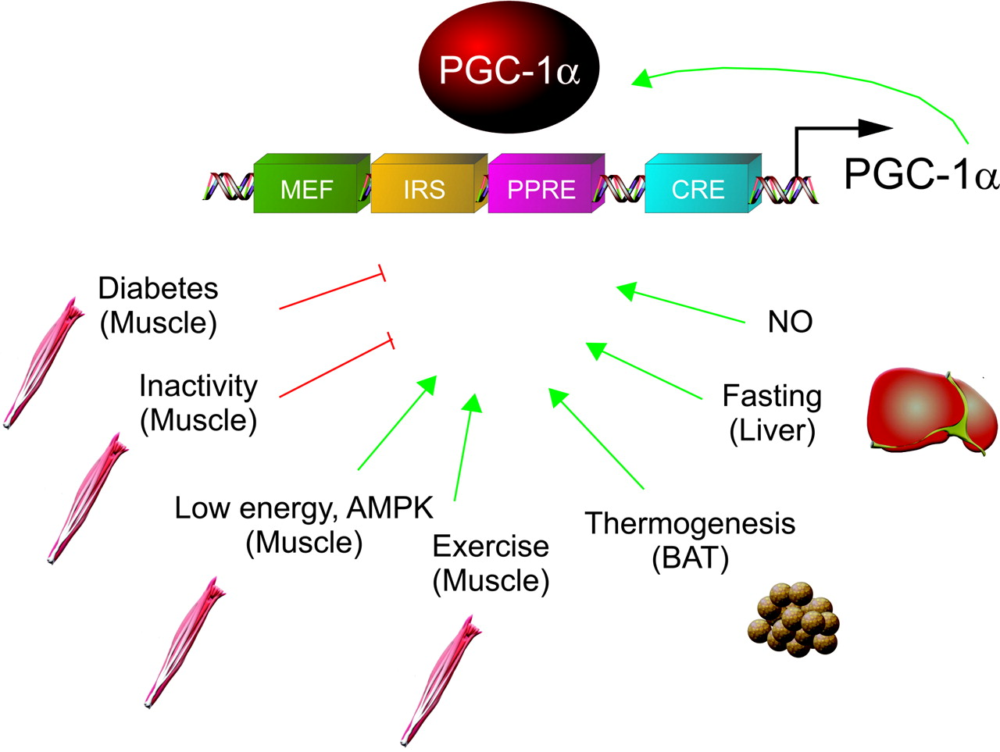 PGC-1α
PGC-1α
MEF
IRS
PPRE
CRE
Diabetes
(Muscle)
Inactivity
(Muscle)
Low energy, AMPK
(Muscle)
Exercise
(Muscle)
Thermogenesis
(BAT)
Fasting
(Liver)
NO